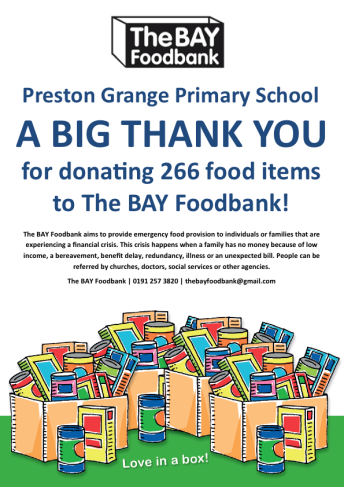 The BAY
Foodbank
Preston Grange Primary School
A BIG THANK YOU
for donating 266 food items
to The BAY Foodbank!
The BAY Foodbank aims to provide emergency food provision to individuals or families that are
experiencing a financial crisis. This crisis happens when a family has no money because of low
income, a bereavement, benefit delay, redundancy, illness or an unexpected bill. People can be
referred by churches, doctors, social services or other agencies.
The BAY Foodbank | 0191 257 3820 | thebayfoodbank@gmail.com
Love in a box!